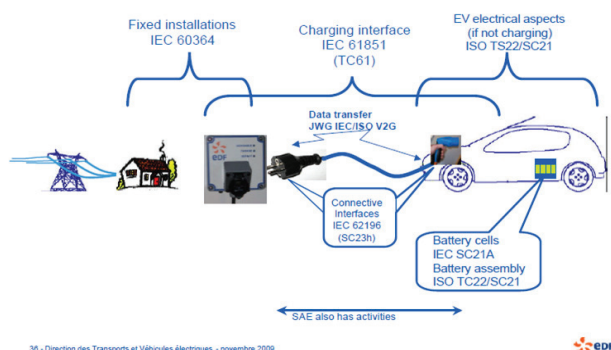 Fixed installations
IEC 60364
Charging interface
IEC 61851
(TC61)
EV electrical aspects
(if not charging)
ISO TS22/SC21
Data transfer
JWG IEC/ISO V2G
eDF
Connective
Interfaces
IEC 62196
(SC23h)
Battery cells
IEC SC21A
Battery assembly
ISO TC22/SC21
SAE also has activities
36 - Direction des Transports et Véhicules électriques - novembre 2009
eDF